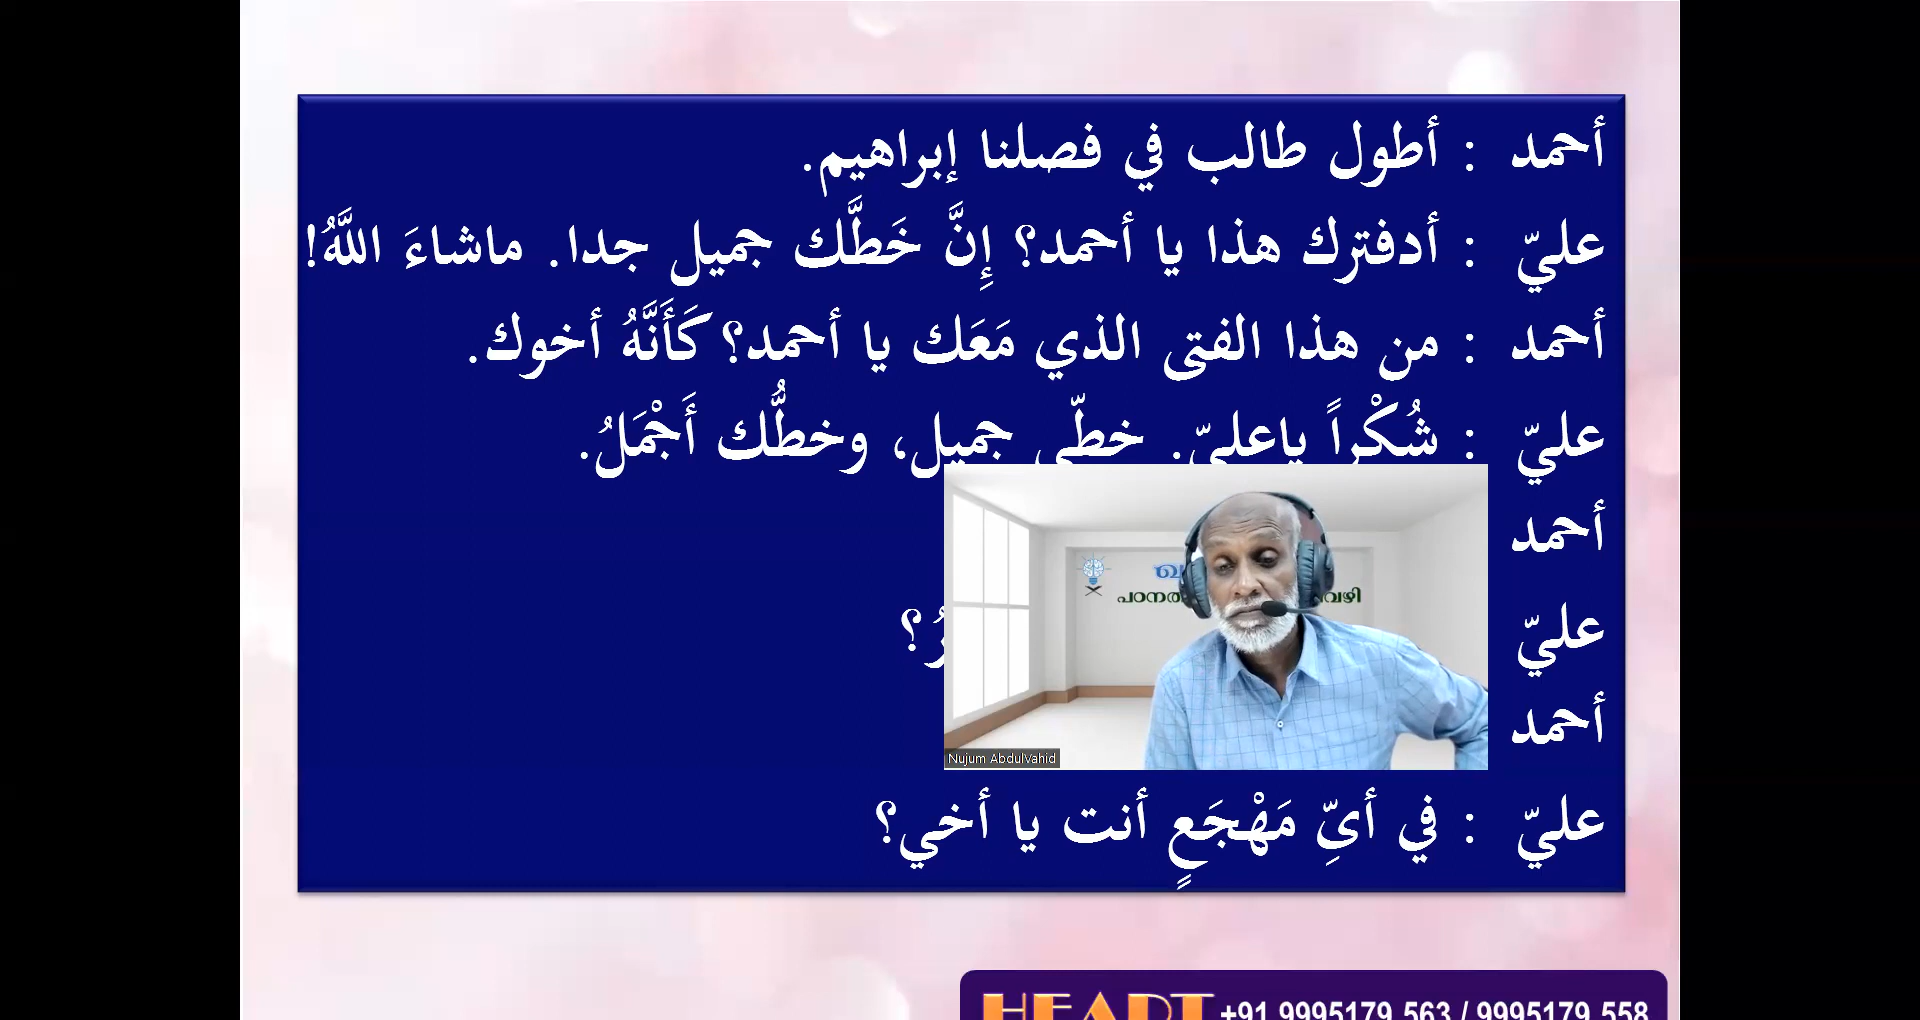 أحمد : أطول طالب في فصلنا إبراهيم.
عليّ : أدفترك هذا يا أحمد؟ إِنَّ خَطَّك جميل جدا. ماشاءَ اللَّهُ!
أحمد : من هذا الفتى الذي مَعَك يا أحمد؟ كَأَنَّهُ أخوك.
عليّ : شُكْراً ياعليّ. خطّي جميل، وخطُّك أَجْمَلُ.
أحمد
عليّ ؟
أحمد
Nujum AbdulVahid
عليّ : في أيِّ مَهْجَعٍ أنت يا أخي؟
HEART +91 9995179 563 / 9995179 558